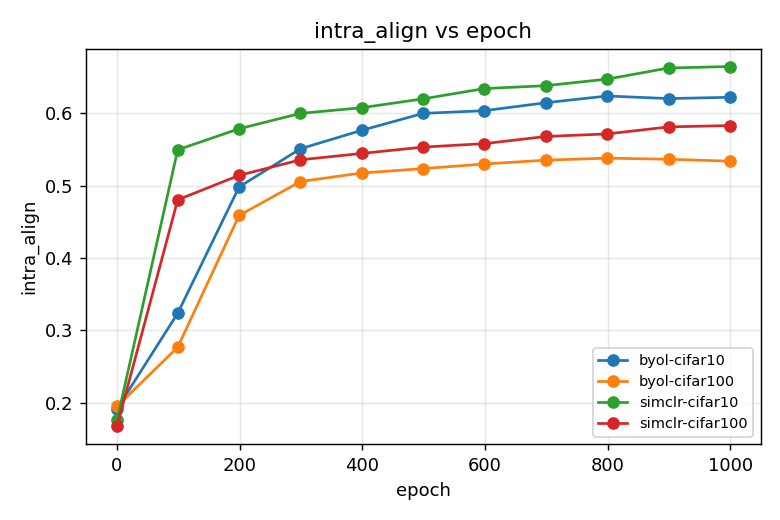 intra_align vs epoch
intra_align
0.6
0.5
0.4
0.3
0.2
0
200
400
600
800
1000
epoch
byol-cifar10
byol-cifar100
simclr-cifar10
simclr-cifar100